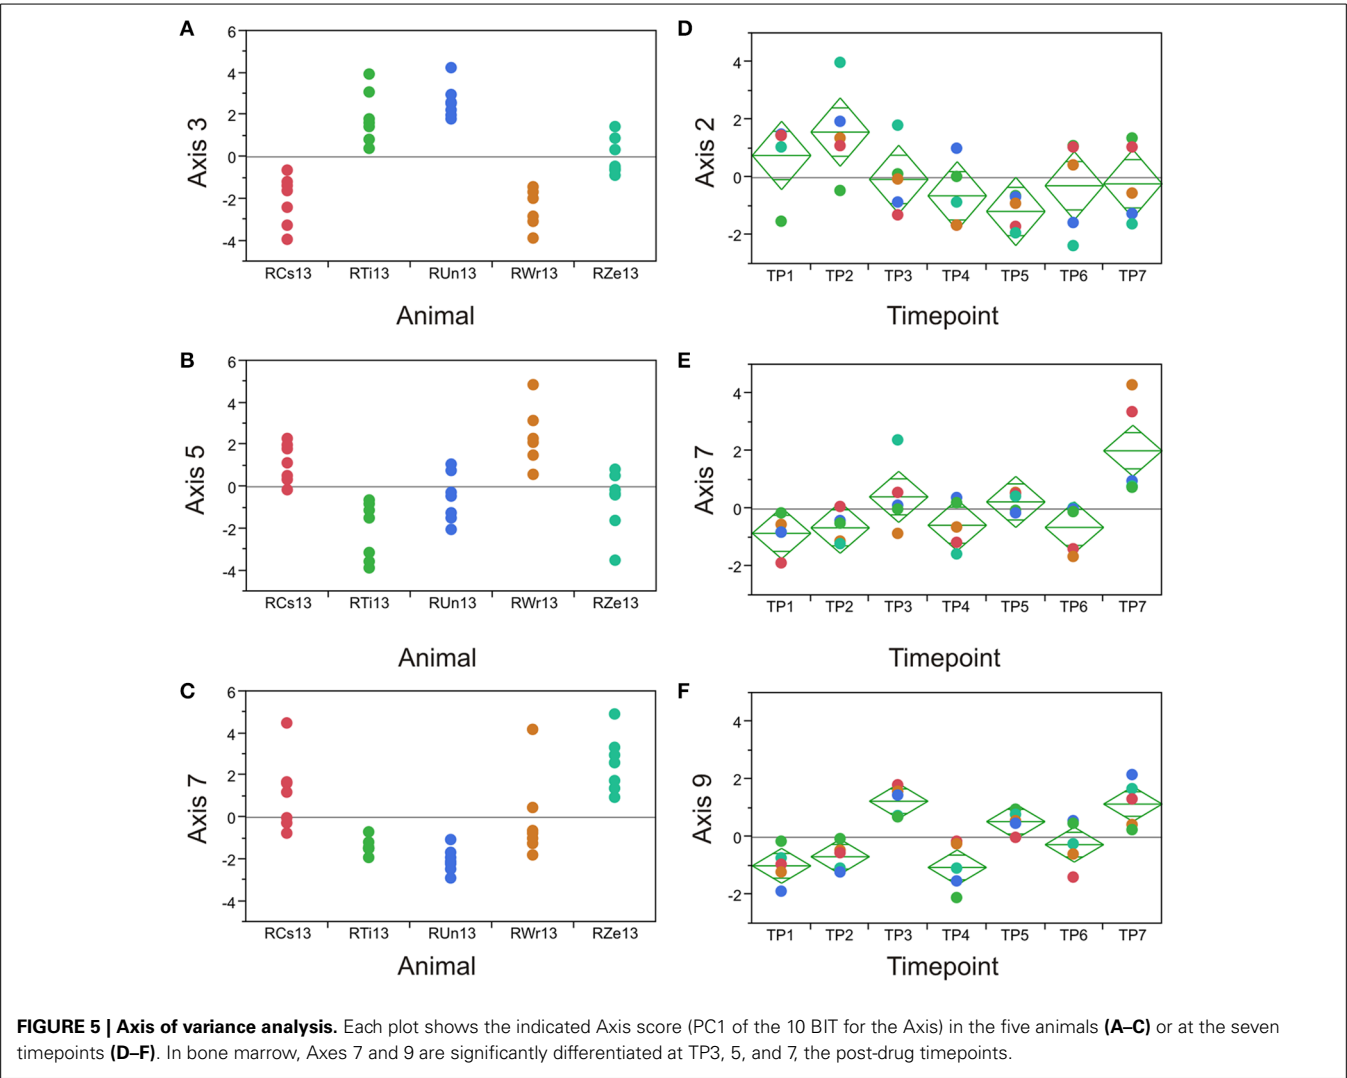 A
6
4
2
0
-2
-4
Axis 3
RCs13 RTi13 RUn13 RWr13 RZe13
Animal
D
4
2
0
-2
Axis 2
TP1 TP2 TP3 TP4 TP5 TP6 TP7
Timepoint
B
6
4
2
0
-2
-4
Axis 5
RCs13 RTi13 RUn13 RWr13 RZe13
Animal
E
4
2
0
-2
Axis 7
TP1 TP2 TP3 TP4 TP5 TP6 TP7
Timepoint
C
6
4
2
0
-2
-4
Axis 7
RCs13 RTi13 RUn13 RWr13 RZe13
Animal
F
4
2
0
-2
Axis 9
TP1 TP2 TP3 TP4 TP5 TP6 TP7
Timepoint
FIGURE 5 | Axis of variance analysis. Each plot shows the indicated Axis score (PC1 of the 10 BIT for the Axis) in the five animals (A–C) or at the seven
timepoints (D–F). In bone marrow, Axes 7 and 9 are significantly differentiated at TP3, 5, and 7, the post-drug timepoints.